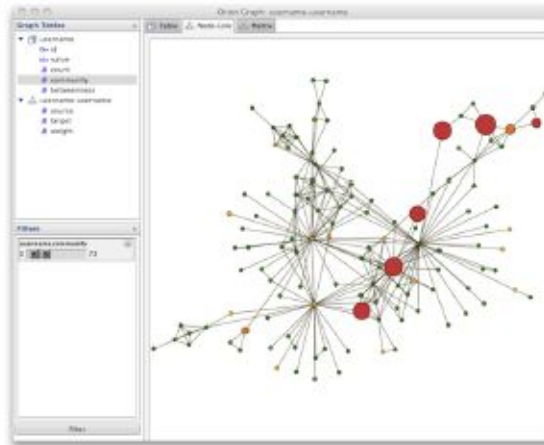 Orion Graph: username-username
Graph Tables
Table
Node-Link
Matrix
username
id
value
count
community
betweenness
username-username
source
target
weight
Filters
username.community
0
73
Filter